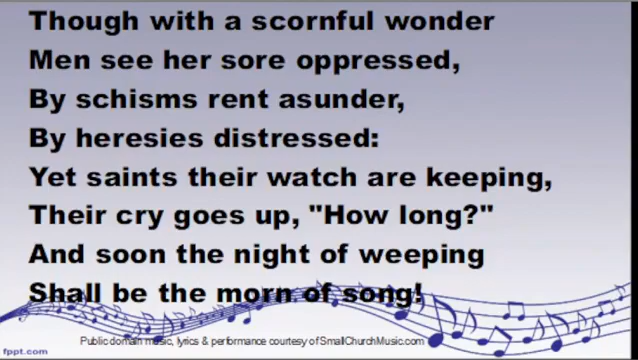 Though with a scornful wonder
Men see her sore oppressed,
By schisms rent asunder,
By heresies distressed:
Yet saints their watch are keeping,
Their cry goes up, "How long?"
And soon the night of weeping
Shall be the morn of song!
Public domain music, lyrics & performance courtesy of SmallChurchMusic.com
fppt.com